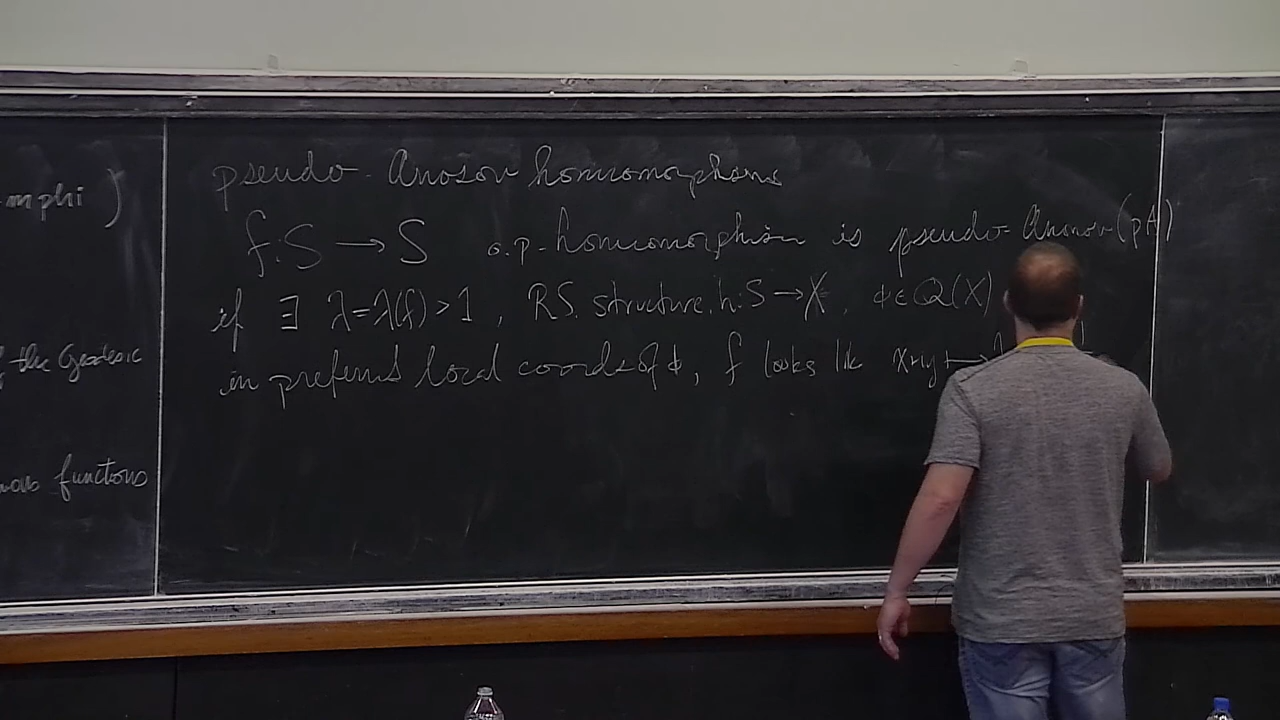 mphi)
f the Geodesic
functions
pseudo-Anosov homeomorphisms
f: S → S o.p. homeomorphism is pseudo-Anosov (pA)
if ∃ λ = λ(f) > 1, R.S. structure h: S → X, φ ∈ Q(X)
in preferred local coords of φ, f looks like x+iy ↦